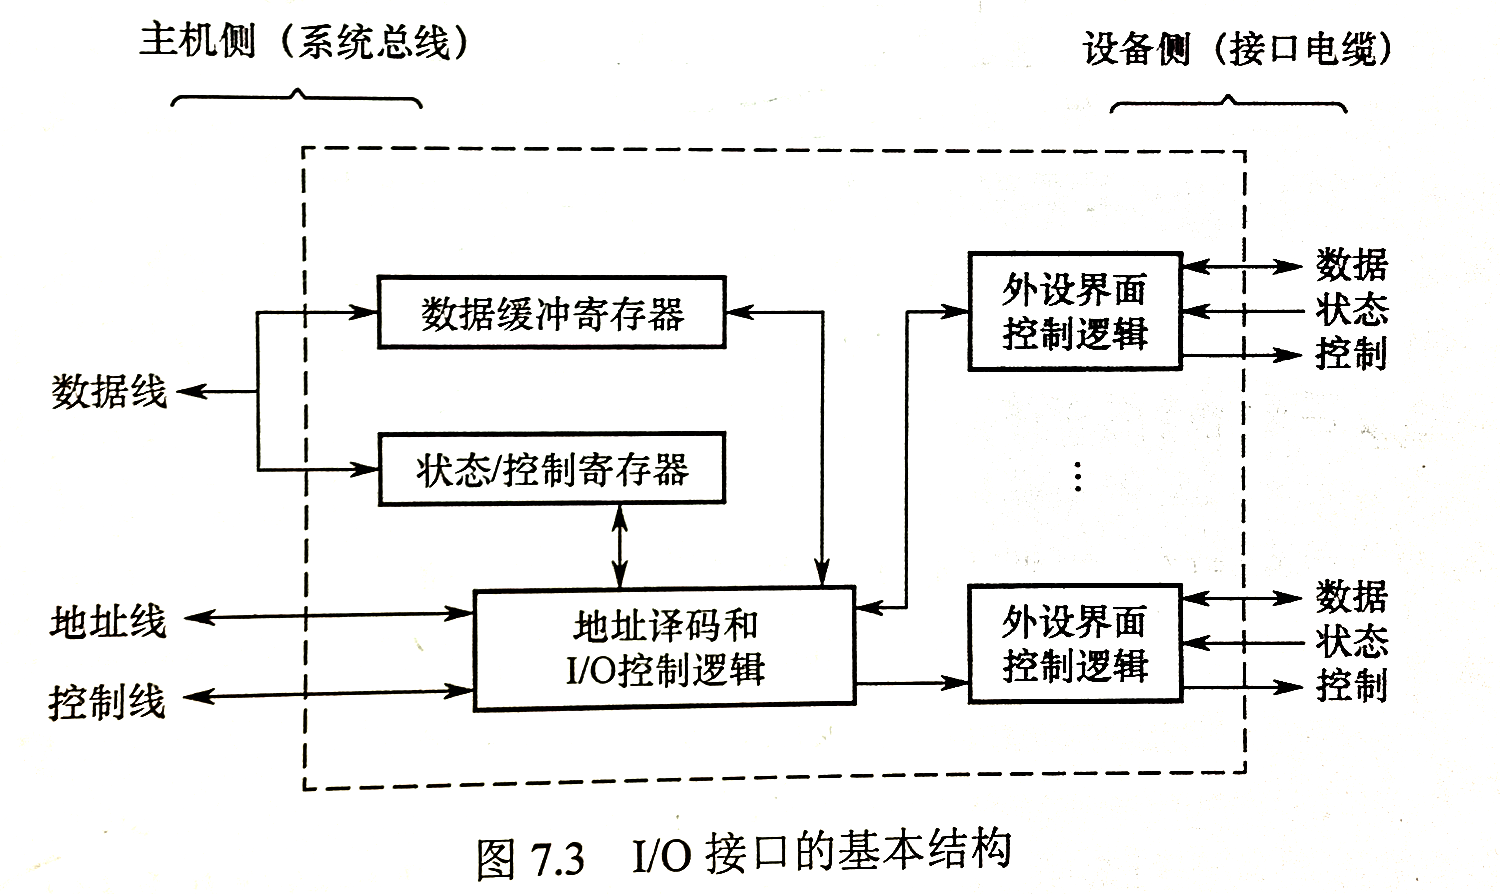 主机侧（系统总线）
设备侧（接口电缆）
数据缓冲寄存器
外设界面
控制逻辑
数据
状态
控制
数据线
状态/控制寄存器
⋮
地址线
控制线
地址译码和
I/O控制逻辑
外设界面
控制逻辑
数据
状态
控制
图 7.3 I/O 接口的基本结构